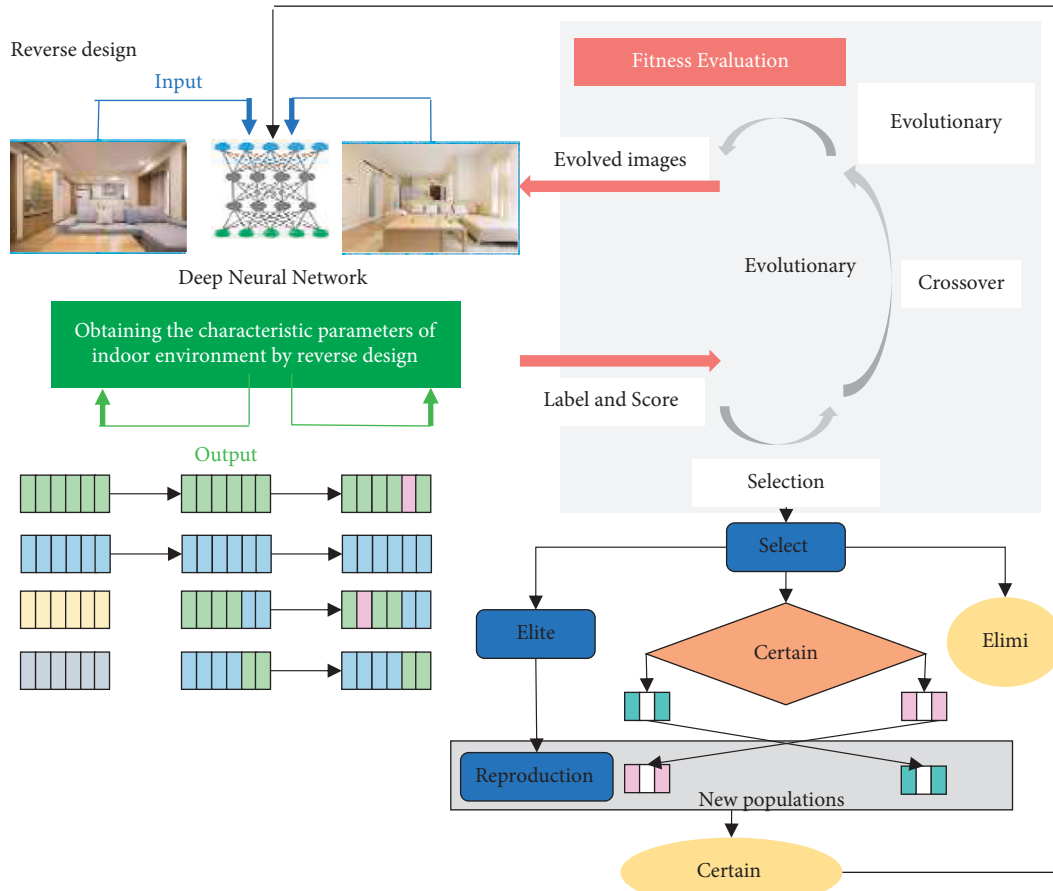 Reverse design
Input
Deep Neural Network
Obtaining the characteristic parameters of
indoor environment by reverse design
Output
Fitness Evaluation
Evolutionary
Evolved images
Evolutionary
Crossover
Label and Score
Selection
Select
Elite
Certain
Elimi
Reproduction
New populations
Certain